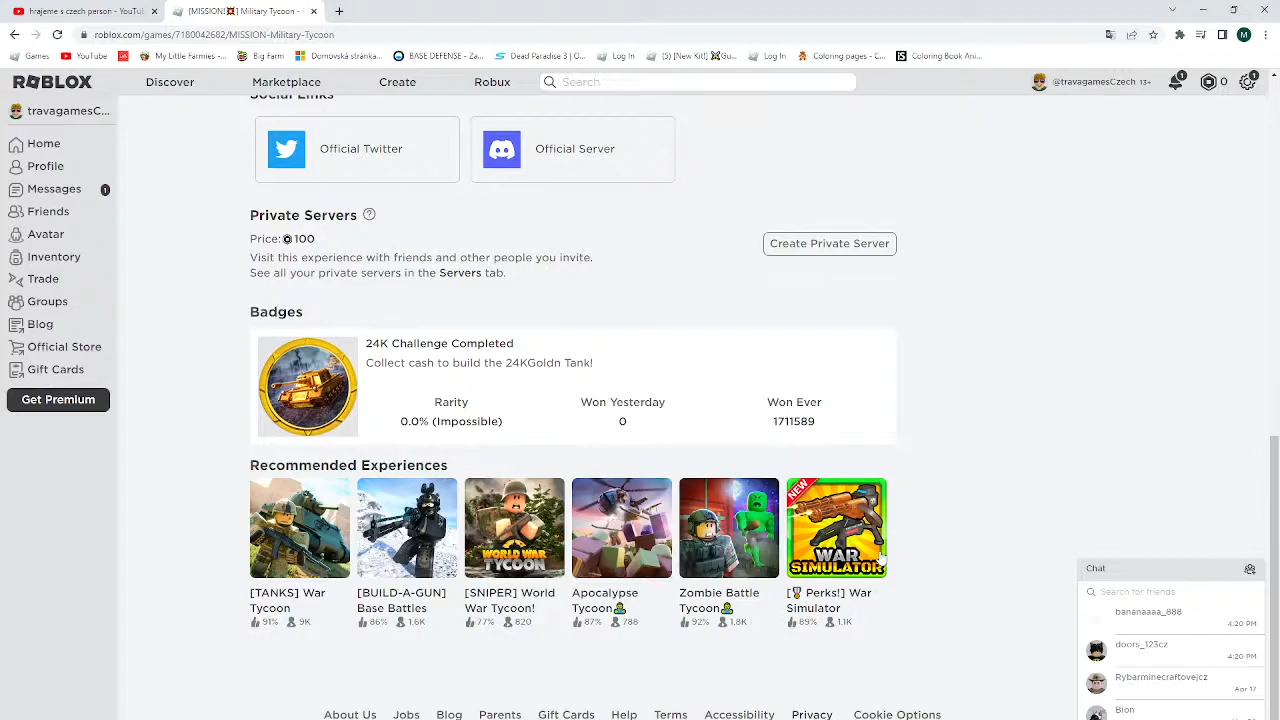 hrajeme s czech person - YouTub
[MISSION!💥] Military Tycoon -
roblox.com/games/7180042682/MISSION-Military-Tycoon
M
Games
YouTube
My Little Farmies -...
Big Farm
Domovská stránka...
BASE DEFENSE - Za...
Dead Paradise 3 | O...
Log In
(5) [New Kit] Gu...
Log In
Coloring pages - C...
Coloring Book Ani...
ROBLOX
Discover
Marketplace
Create
Robux
Search
@travagamesCzech 13+
1
0
1
travagamesC...
Home
Profile
Messages 1
Friends
Avatar
Inventory
Trade
Groups
Blog
Official Store
Gift Cards
Get Premium
Social Links
Official Twitter
Official Server
Private Servers
Price: 100
Create Private Server
Visit this experience with friends and other people you invite.
See all your private servers in the Servers tab.
Badges
24K Challenge Completed
Collect cash to build the 24KGoldn Tank!
Rarity Won Yesterday Won Ever
0.0% (Impossible) 0 1711589
Recommended Experiences
WORLD WAR
TYCOON
NEW
WAR
SIMULATOR
[TANKS] War
Tycoon
91% 9K
[BUILD-A-GUN]
Base Battles
86% 1.6K
[SNIPER] World
War Tycoon!
77% 820
Apocalypse
Tycoon
87% 788
Zombie Battle
Tycoon
92% 1.8K
[🎖 Perks!] War
Simulator
89% 1.1K
Chat
Search for friends
bananaaaa_888
4:20 PM
doors_123cz
4:20 PM
Rybarminecraftovejcz
Apr 17
Bion
About Us Jobs Blog Parents Gift Cards Help Terms Accessibility Privacy Cookie Options